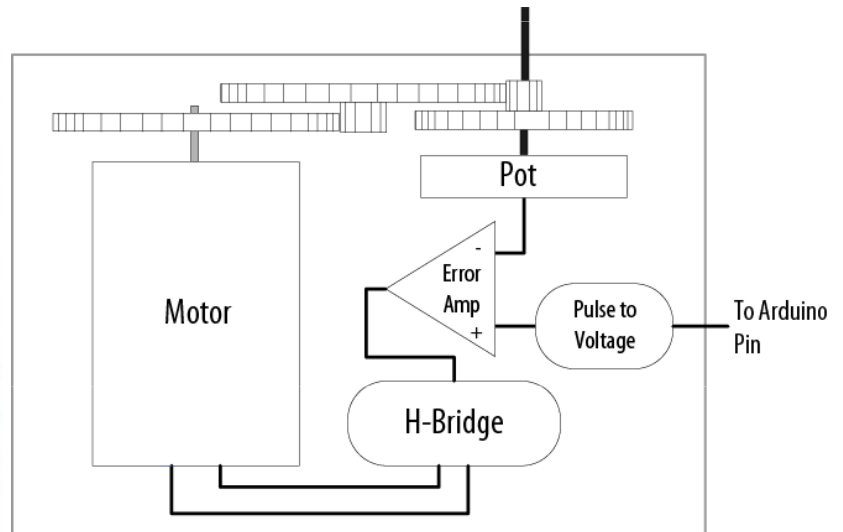 Pot
-
Error
Amp
+
Motor
Pulse to
Voltage
To Arduino
Pin
H-Bridge